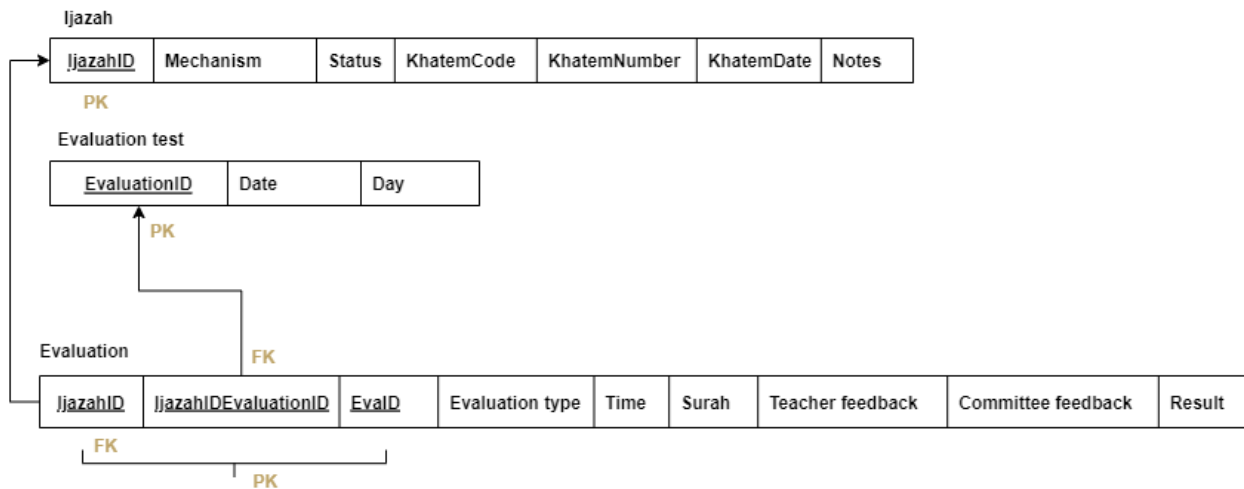 Ijazah
IjazahID Mechanism Status KhatemCode KhatemNumber KhatemDate Notes
PK
Evaluation test
EvaluationID Date Day
PK
Evaluation FK
IjazahID IjazahIDEvaluationID EvalD Evaluation type Time Surah Teacher feedback Committee feedback Result
FK
PK